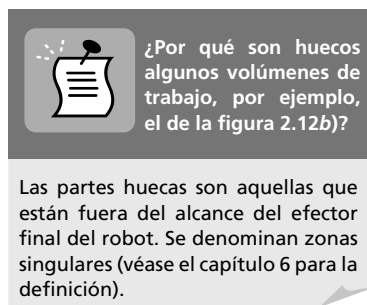 ¿Por qué son huecos
algunos volúmenes de
trabajo, por ejemplo,
el de la figura 2.12b)?
Las partes huecas son aquellas que
están fuera del alcance del efector
final del robot. Se denominan zonas
singulares (véase el capítulo 6 para la
definición).